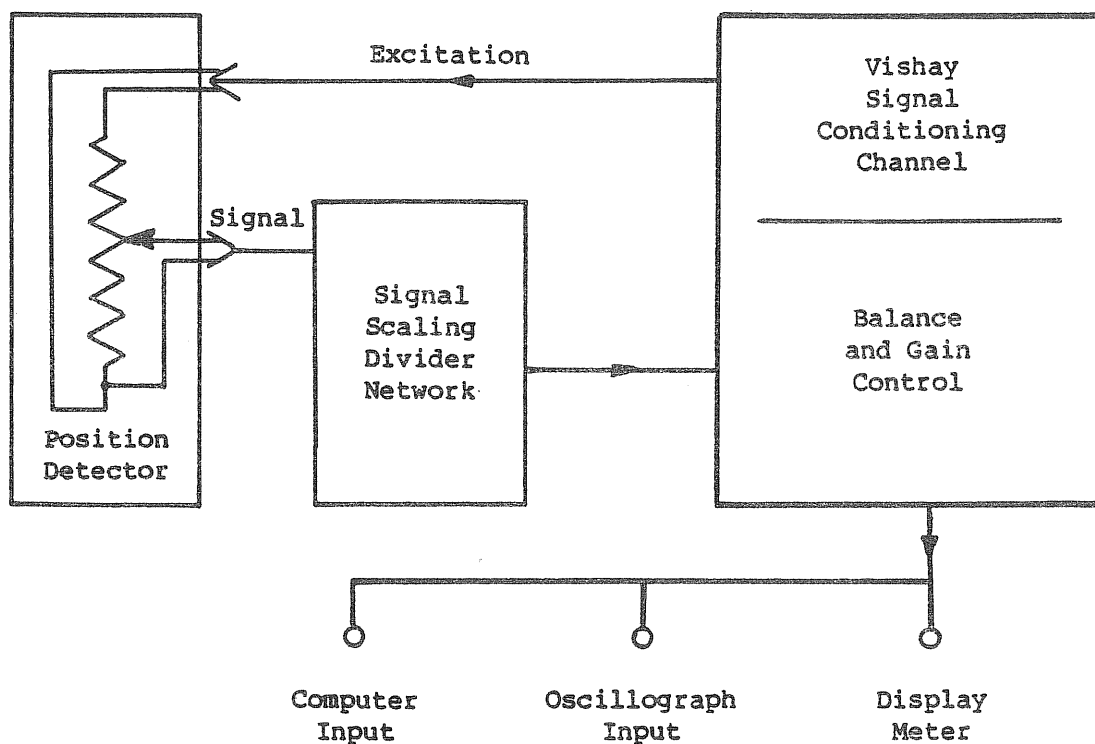 Excitation
Vishay
Signal
Conditioning
Channel
Signal
Signal
Scaling
Divider
Network
Balance
and Gain
Control
Position
Detector
Computer
Input
Oscillograph
Input
Display
Meter